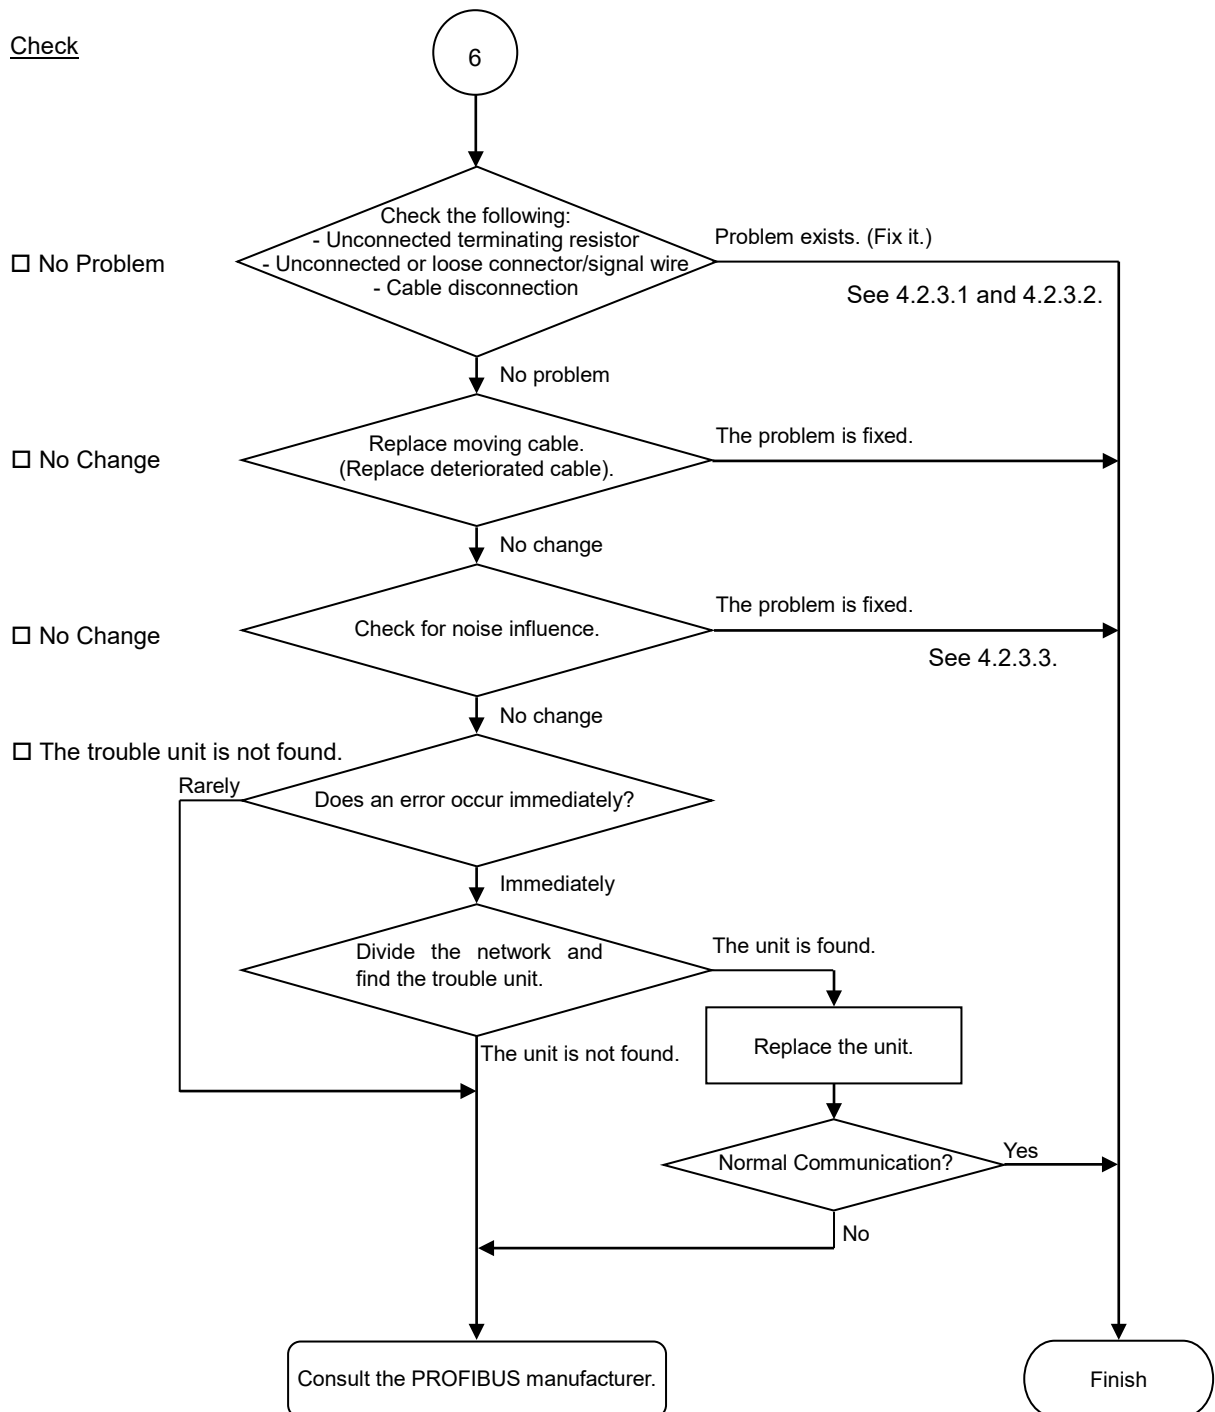 Check
6
Check the following:
- Unconnected terminating resistor
- Unconnected or loose connector/signal wire
- Cable disconnection
Problem exists. (Fix it.)
□ No Problem
See 4.2.3.1 and 4.2.3.2.
No problem
Replace moving cable.
(Replace deteriorated cable).
The problem is fixed.
□ No Change
No change
Check for noise influence.
The problem is fixed.
□ No Change
See 4.2.3.3.
No change
□ The trouble unit is not found.
Rarely
Does an error occur immediately?
Immediately
Divide the network and
find the trouble unit.
The unit is found.
Replace the unit.
The unit is not found.
Normal Communication?
Yes
No
Consult the PROFIBUS manufacturer.
Finish